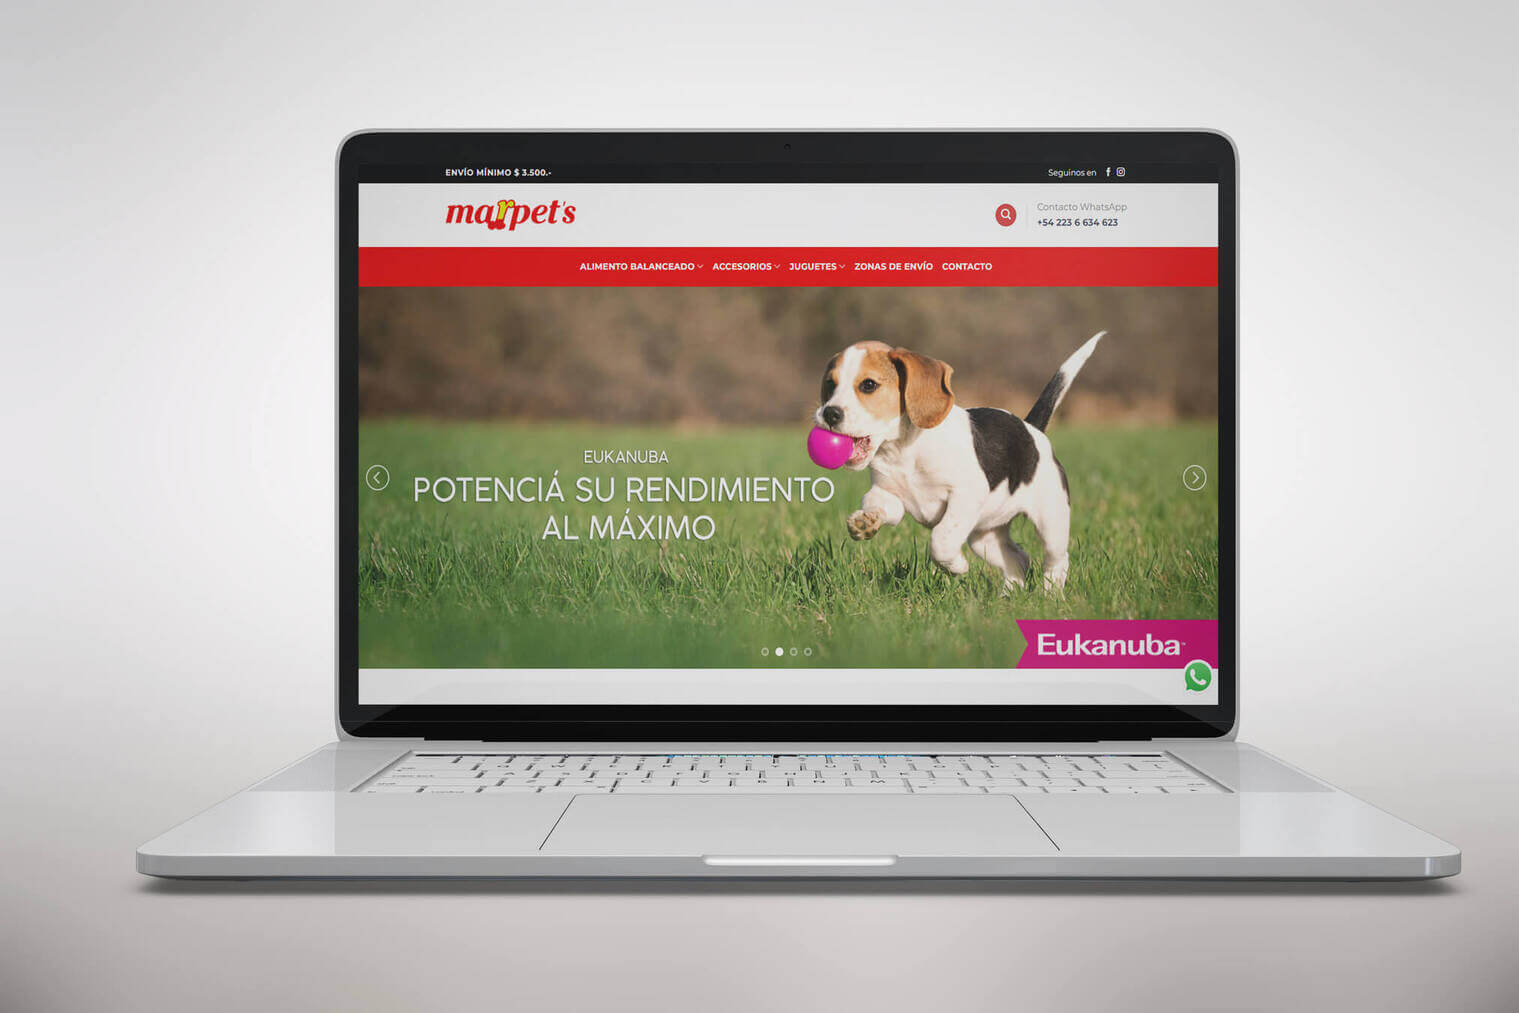 ENVÍO MÍNIMO $ 3.500.-
Seguinos en
marpet's
Contacto WhatsApp
+54 223 6 634 623
ALIMENTO BALANCEADO ACCESORIOS JUGUETES ZONAS DE ENVÍO CONTACTO
EUKANUBA
POTENCIÁ SU RENDIMIENTO
AL MÁXIMO
Eukanuba